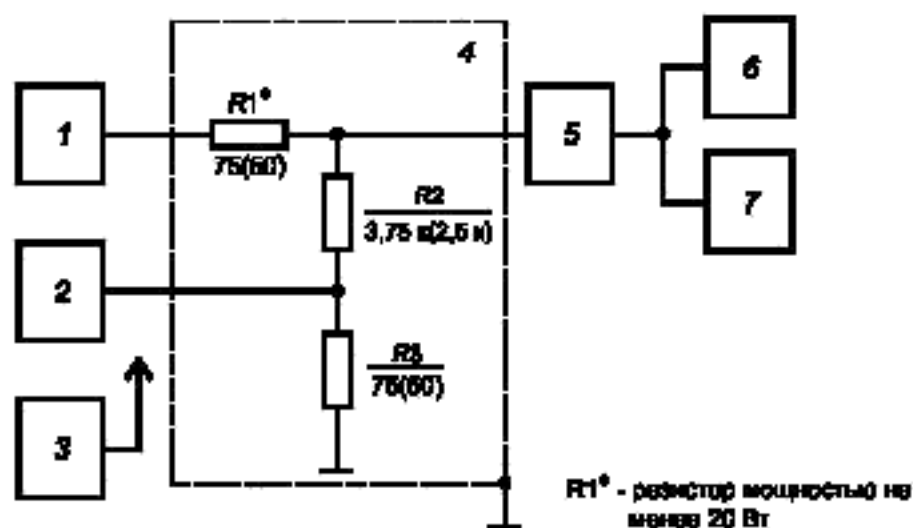 4
6
R1*
1
5
75(50)
7
R2
3,75 к(2,5 к)
2
R3
75(50)
3
R1* - резистор мощностью не
менее 20 Вт